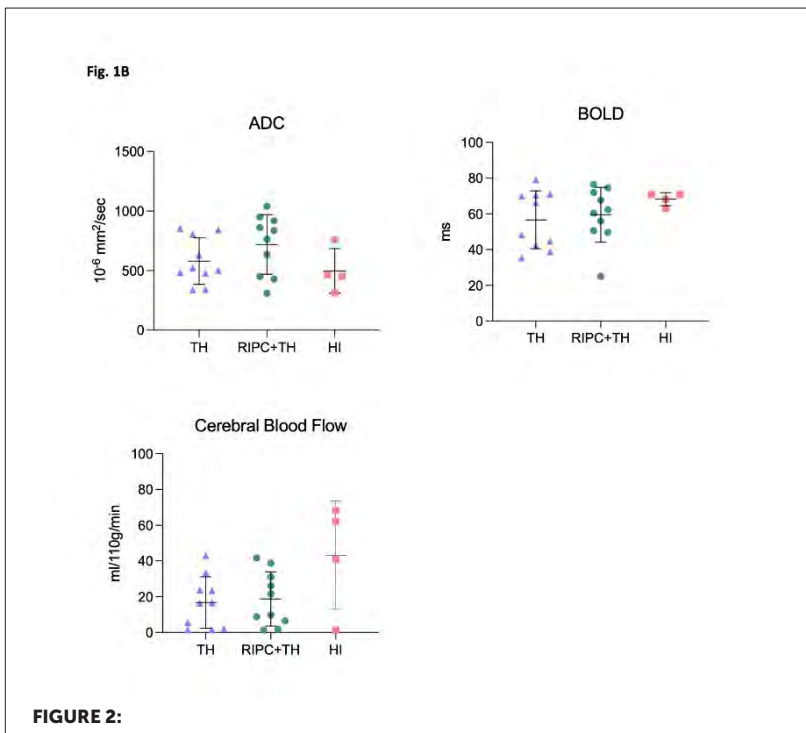 Fig. 1B
ADC
1500
1000
500
0
10⁻⁶ mm²/sec
TH
RIPC+TH
HI
BOLD
100
80
60
40
20
0
ms
TH
RIPC+TH
HI
Cerebral Blood Flow
100
80
60
40
20
0
ml/110g/min
TH
RIPC+TH
HI
FIGURE 2: